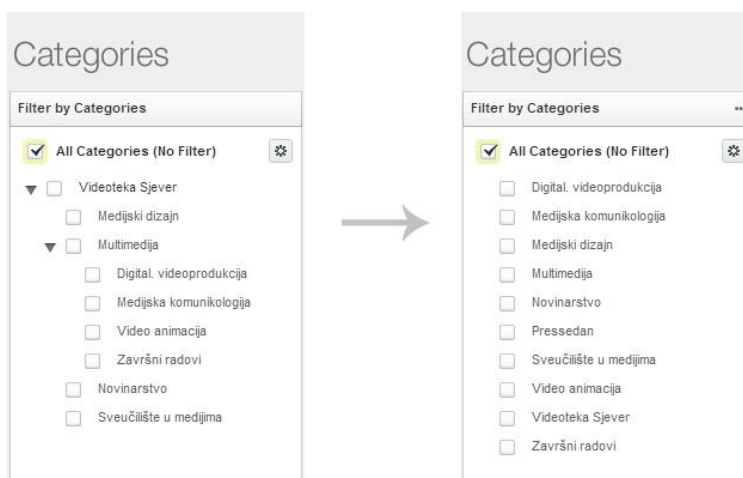 Categories
Filter by Categories
All Categories (No Filter)
Videoteka Sjever
Medijski dizajn
Multimedija
Digital. videoprodukcija
Medijska komunikologija
Video animacija
Završni radovi
Novinarstvo
Sveučilište u medijima
Categories
Filter by Categories
All Categories (No Filter)
Digital. videoprodukcija
Medijska komunikologija
Medijski dizajn
Multimedija
Novinarstvo
Pressedan
Sveučilište u medijima
Video animacija
Videoteka Sjever
Završni radovi